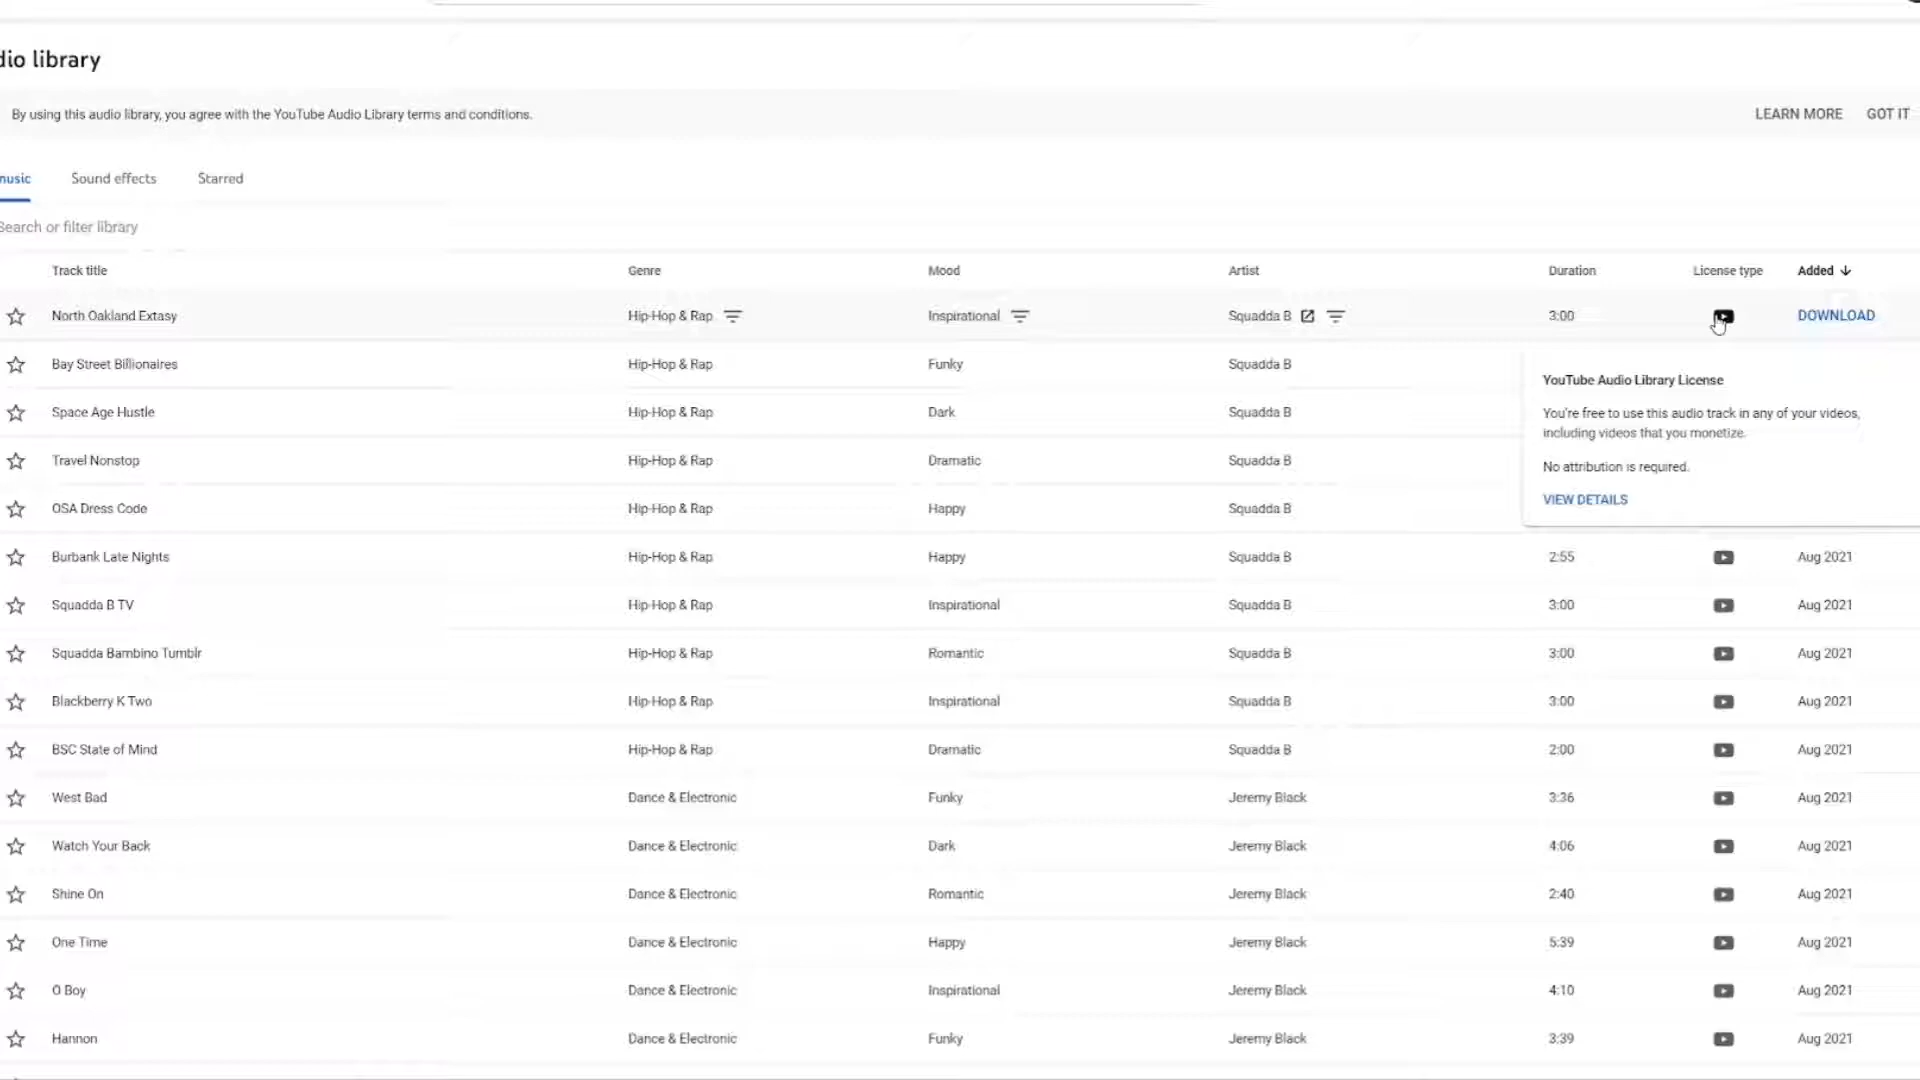 dio library
By using this audio library, you agree with the YouTube Audio Library terms and conditions. LEARN MORE GOT IT
music Sound effects Starred
Search or filter library
Track title Genre Mood Artist Duration License type Added
North Oakland Extasy Hip-Hop & Rap Inspirational Squadda B 3:00 DOWNLOAD
Bay Street Billionaires Hip-Hop & Rap Funky Squadda B
YouTube Audio Library License
Space Age Hustle Hip-Hop & Rap Dark Squadda B
You're free to use this audio track in any of your videos,
including videos that you monetize.
Travel Nonstop Hip-Hop & Rap Dramatic Squadda B
No attribution is required.
VIEW DETAILS
OSA Dress Code Hip-Hop & Rap Happy Squadda B
Burbank Late Nights Hip-Hop & Rap Happy Squadda B 2:55 Aug 2021
Squadda B TV Hip-Hop & Rap Inspirational Squadda B 3:00 Aug 2021
Squadda Bambino Tumblr Hip-Hop & Rap Romantic Squadda B 3:00 Aug 2021
Blackberry K Two Hip-Hop & Rap Inspirational Squadda B 3:00 Aug 2021
BSC State of Mind Hip-Hop & Rap Dramatic Squadda B 2:00 Aug 2021
West Bad Dance & Electronic Funky Jeremy Black 3:36 Aug 2021
Watch Your Back Dance & Electronic Dark Jeremy Black 4:06 Aug 2021
Shine On Dance & Electronic Romantic Jeremy Black 2:40 Aug 2021
One Time Dance & Electronic Happy Jeremy Black 5:39 Aug 2021
O Boy Dance & Electronic Inspirational Jeremy Black 4:10 Aug 2021
Hannon Dance & Electronic Funky Jeremy Black 3:39 Aug 2021